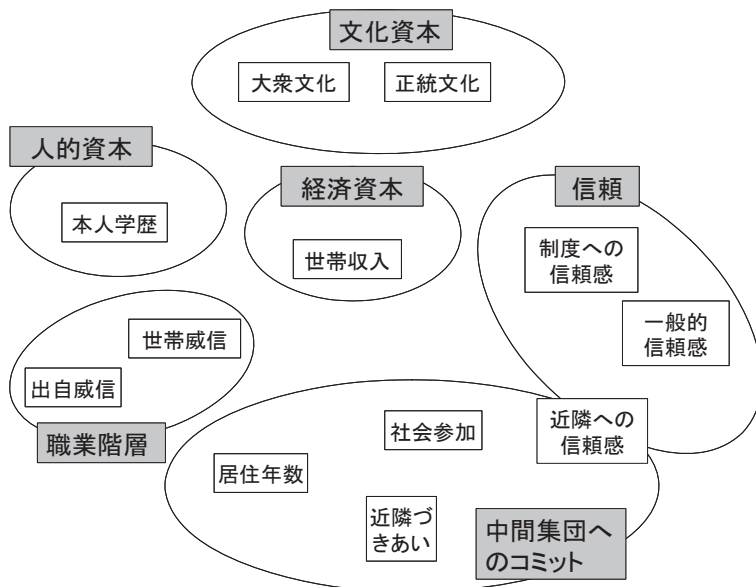 文化資本
大衆文化
正統文化
人的資本
本人学歴
経済資本
世帯収入
信頼
制度への
信頼感
一般的
信頼感
世帯威信
出自威信
職業階層
社会参加
近隣への
信頼感
居住年数
近隣づ
きあい
中間集団へ
のコミット